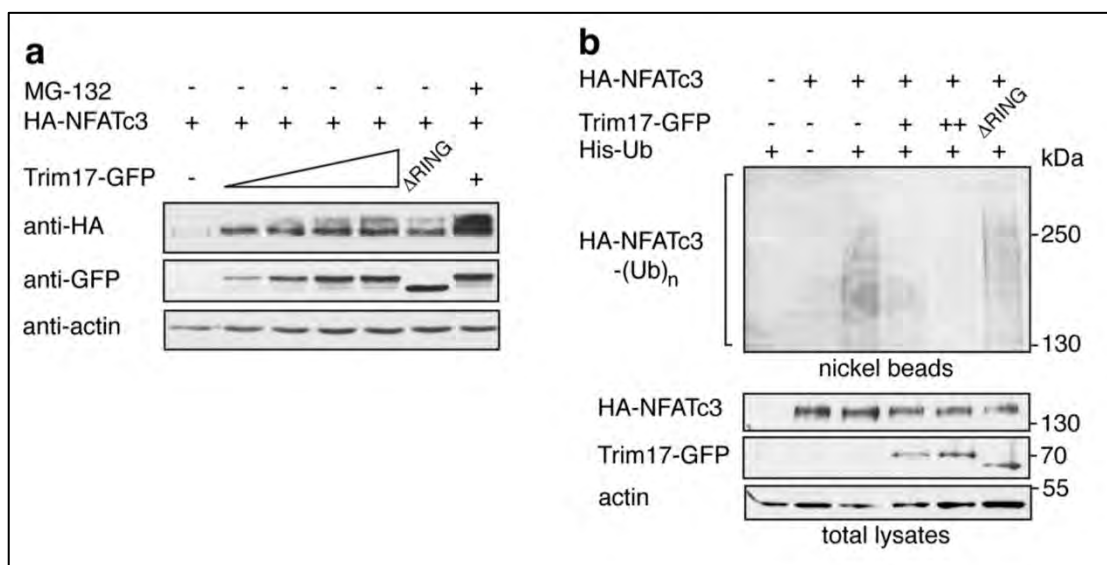 a
MG-132 - - - - - - +
HA-NFATc3 + + + + + + +
Trim17-GFP - ΔRING +
anti-HA
anti-GFP
anti-actin
b
HA-NFATc3 - + + + + +
Trim17-GFP - - - + ++ ΔRING
His-Ub + - + + + + kDa
HA-NFATc3
-(Ub)n
250
130
nickel beads
HA-NFATc3
130
Trim17-GFP
70
55
actin
total lysates